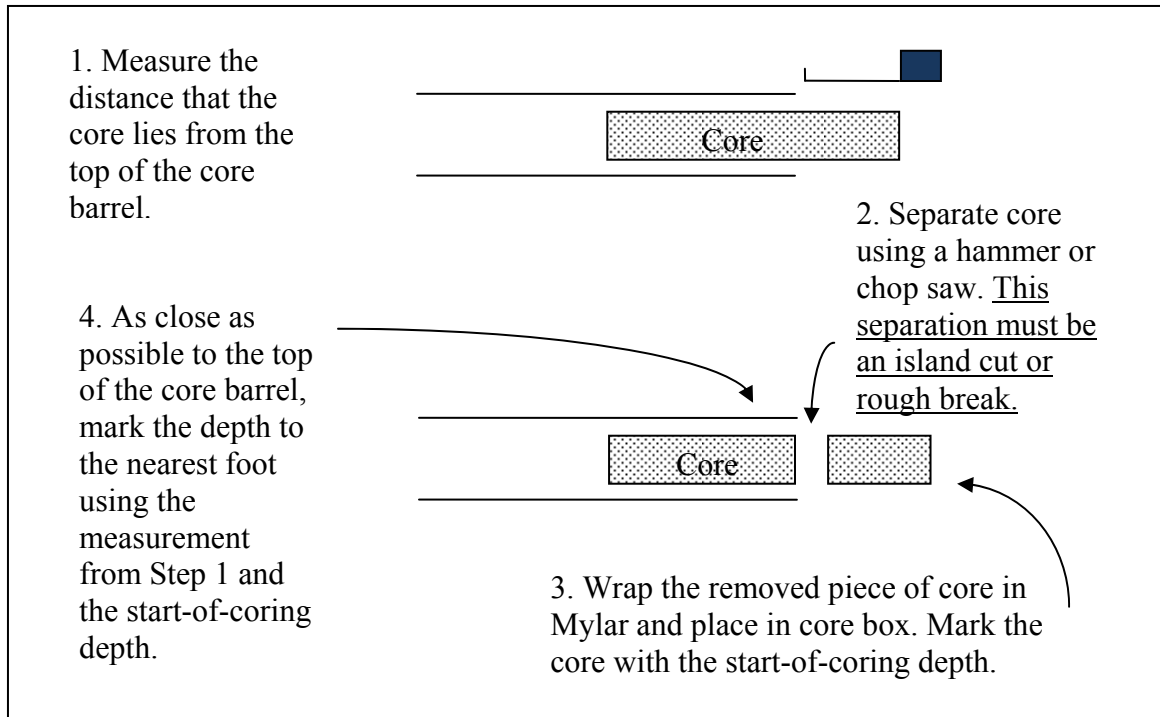 1. Measure the
distance that the
core lies from the
top of the core
barrel.
Core
2. Separate core
using a hammer or
chop saw. This
separation must be
an island cut or
rough break.
4. As close as
possible to the top
of the core barrel,
mark the depth to
the nearest foot
using the
measurement
from Step 1 and
the start-of-coring
depth.
Core
3. Wrap the removed piece of core in
Mylar and place in core box. Mark the
core with the start-of-coring depth.